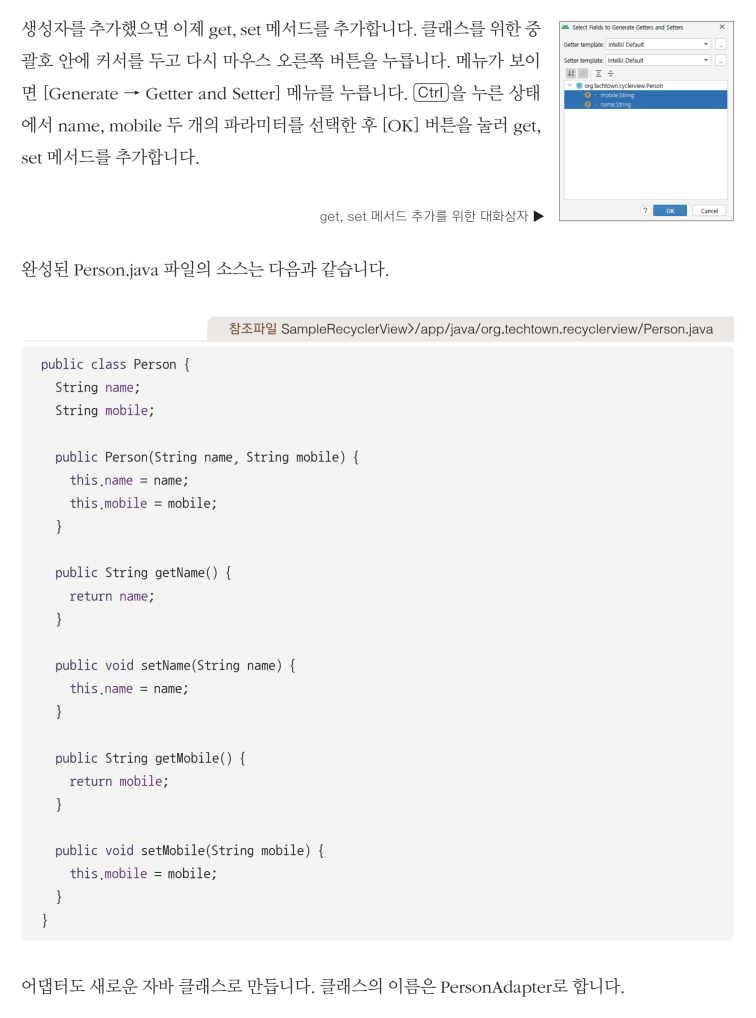 생성자를 추가했으면 이제 get, set 메서드를 추가합니다. 클래스를 위한 중
괄호 안에 커서를 두고 다시 마우스 오른쪽 버튼을 누릅니다. 메뉴가 보이
면 [Generate → Getter and Setter] 메뉴를 누릅니다. Ctrl을 누른 상태
에서 name, mobile 두 개의 파라미터를 선택한 후 [OK] 버튼을 눌러 get,
set 메서드를 추가합니다.
Select Fields to Generate Getters and Setters
Getter template: IntelliJ Default ...
Setter template: IntelliJ Default ...
org.techtown.cyclerview.Person
mobile:String
name:String
? OK Cancel
get, set 메서드 추가를 위한 대화상자 ▶
완성된 Person.java 파일의 소스는 다음과 같습니다.
참조파일 SampleRecyclerView>/app/java/org.techtown.recyclerview/Person.java
public class Person {
String name;
String mobile;
public Person(String name, String mobile) {
this.name = name;
this.mobile = mobile;
}
public String getName() {
return name;
}
public void setName(String name) {
this.name = name;
}
public String getMobile() {
return mobile;
}
public void setMobile(String mobile) {
this.mobile = mobile;
}
}
어댑터도 새로운 자바 클래스로 만듭니다. 클래스의 이름은 PersonAdapter로 합니다.